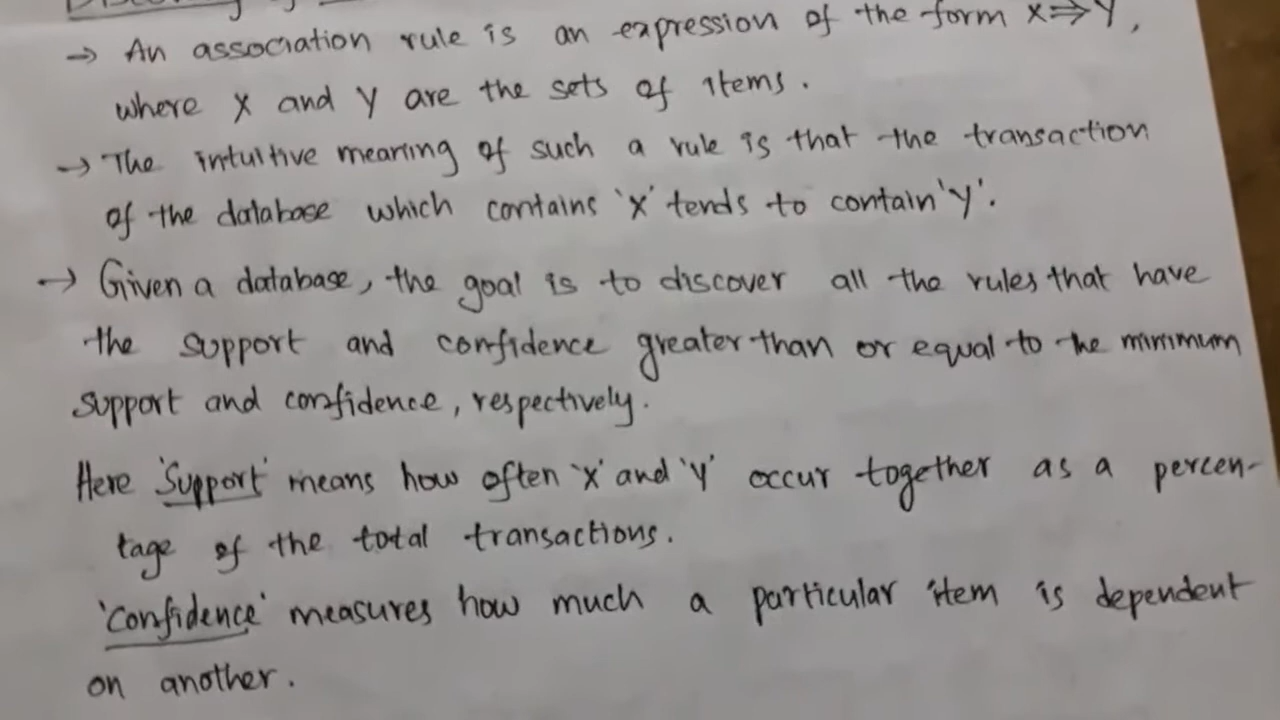 → An association rule is an expression of the form X⇒Y,
where X and Y are the sets of items.
→ The intuitive meaning of such a rule is that the transaction
of the database which contains 'X' tends to contain 'Y'.
→ Given a database, the goal is to discover all the rules that have
the support and confidence greater than or equal to the minimum
support and confidence, respectively.
Here 'Support' means how often 'X' and 'Y' occur together as a percen-
tage of the total transactions.
'Confidence' measures how much a particular item is dependent
on another.